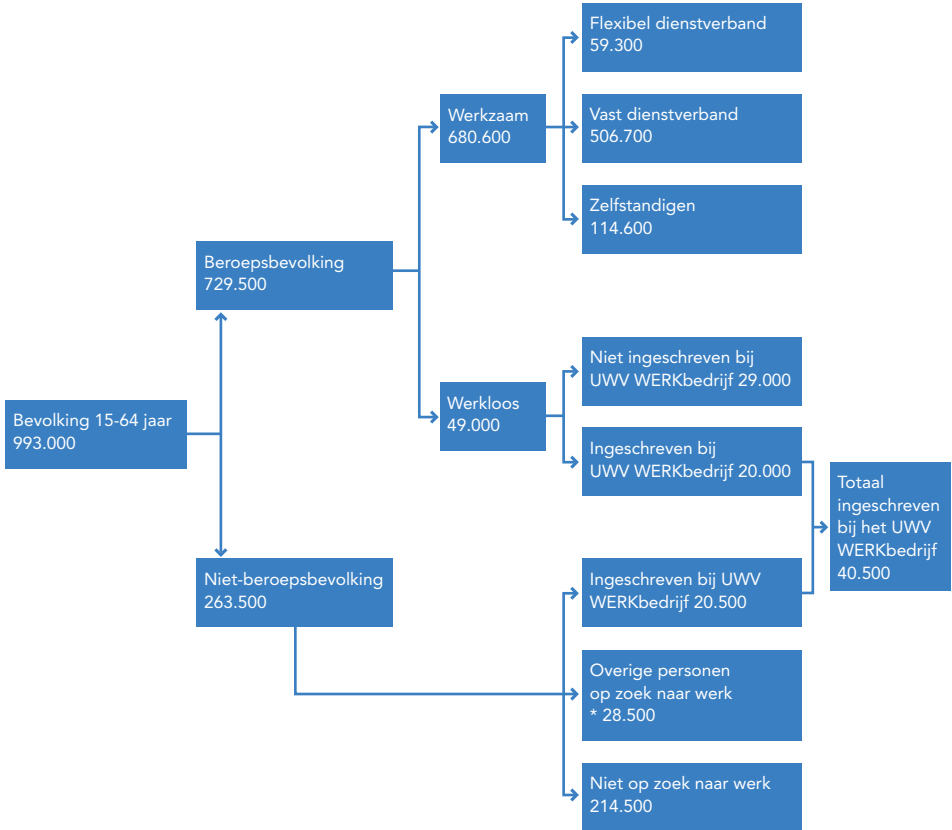 Flexibel dienstverband
59.300
Werkzaam
680.600
Vast dienstverband
506.700
Zelfstandigen
114.600
Beroepsbevolking
729.500
Niet ingeschreven bij
UWV WERKbedrijf 29.000
Werkloos
49.000
Bevolking 15-64 jaar
993.000
Ingeschreven bij
UWV WERKbedrijf 20.000
Totaal
ingeschreven
bij het UWV
WERKbedrijf
40.500
Niet-beroepsbevolking
263.500
Ingeschreven bij UWV
WERKbedrijf 20.500
Overige personen
op zoek naar werk
* 28.500
Niet op zoek naar werk
214.500